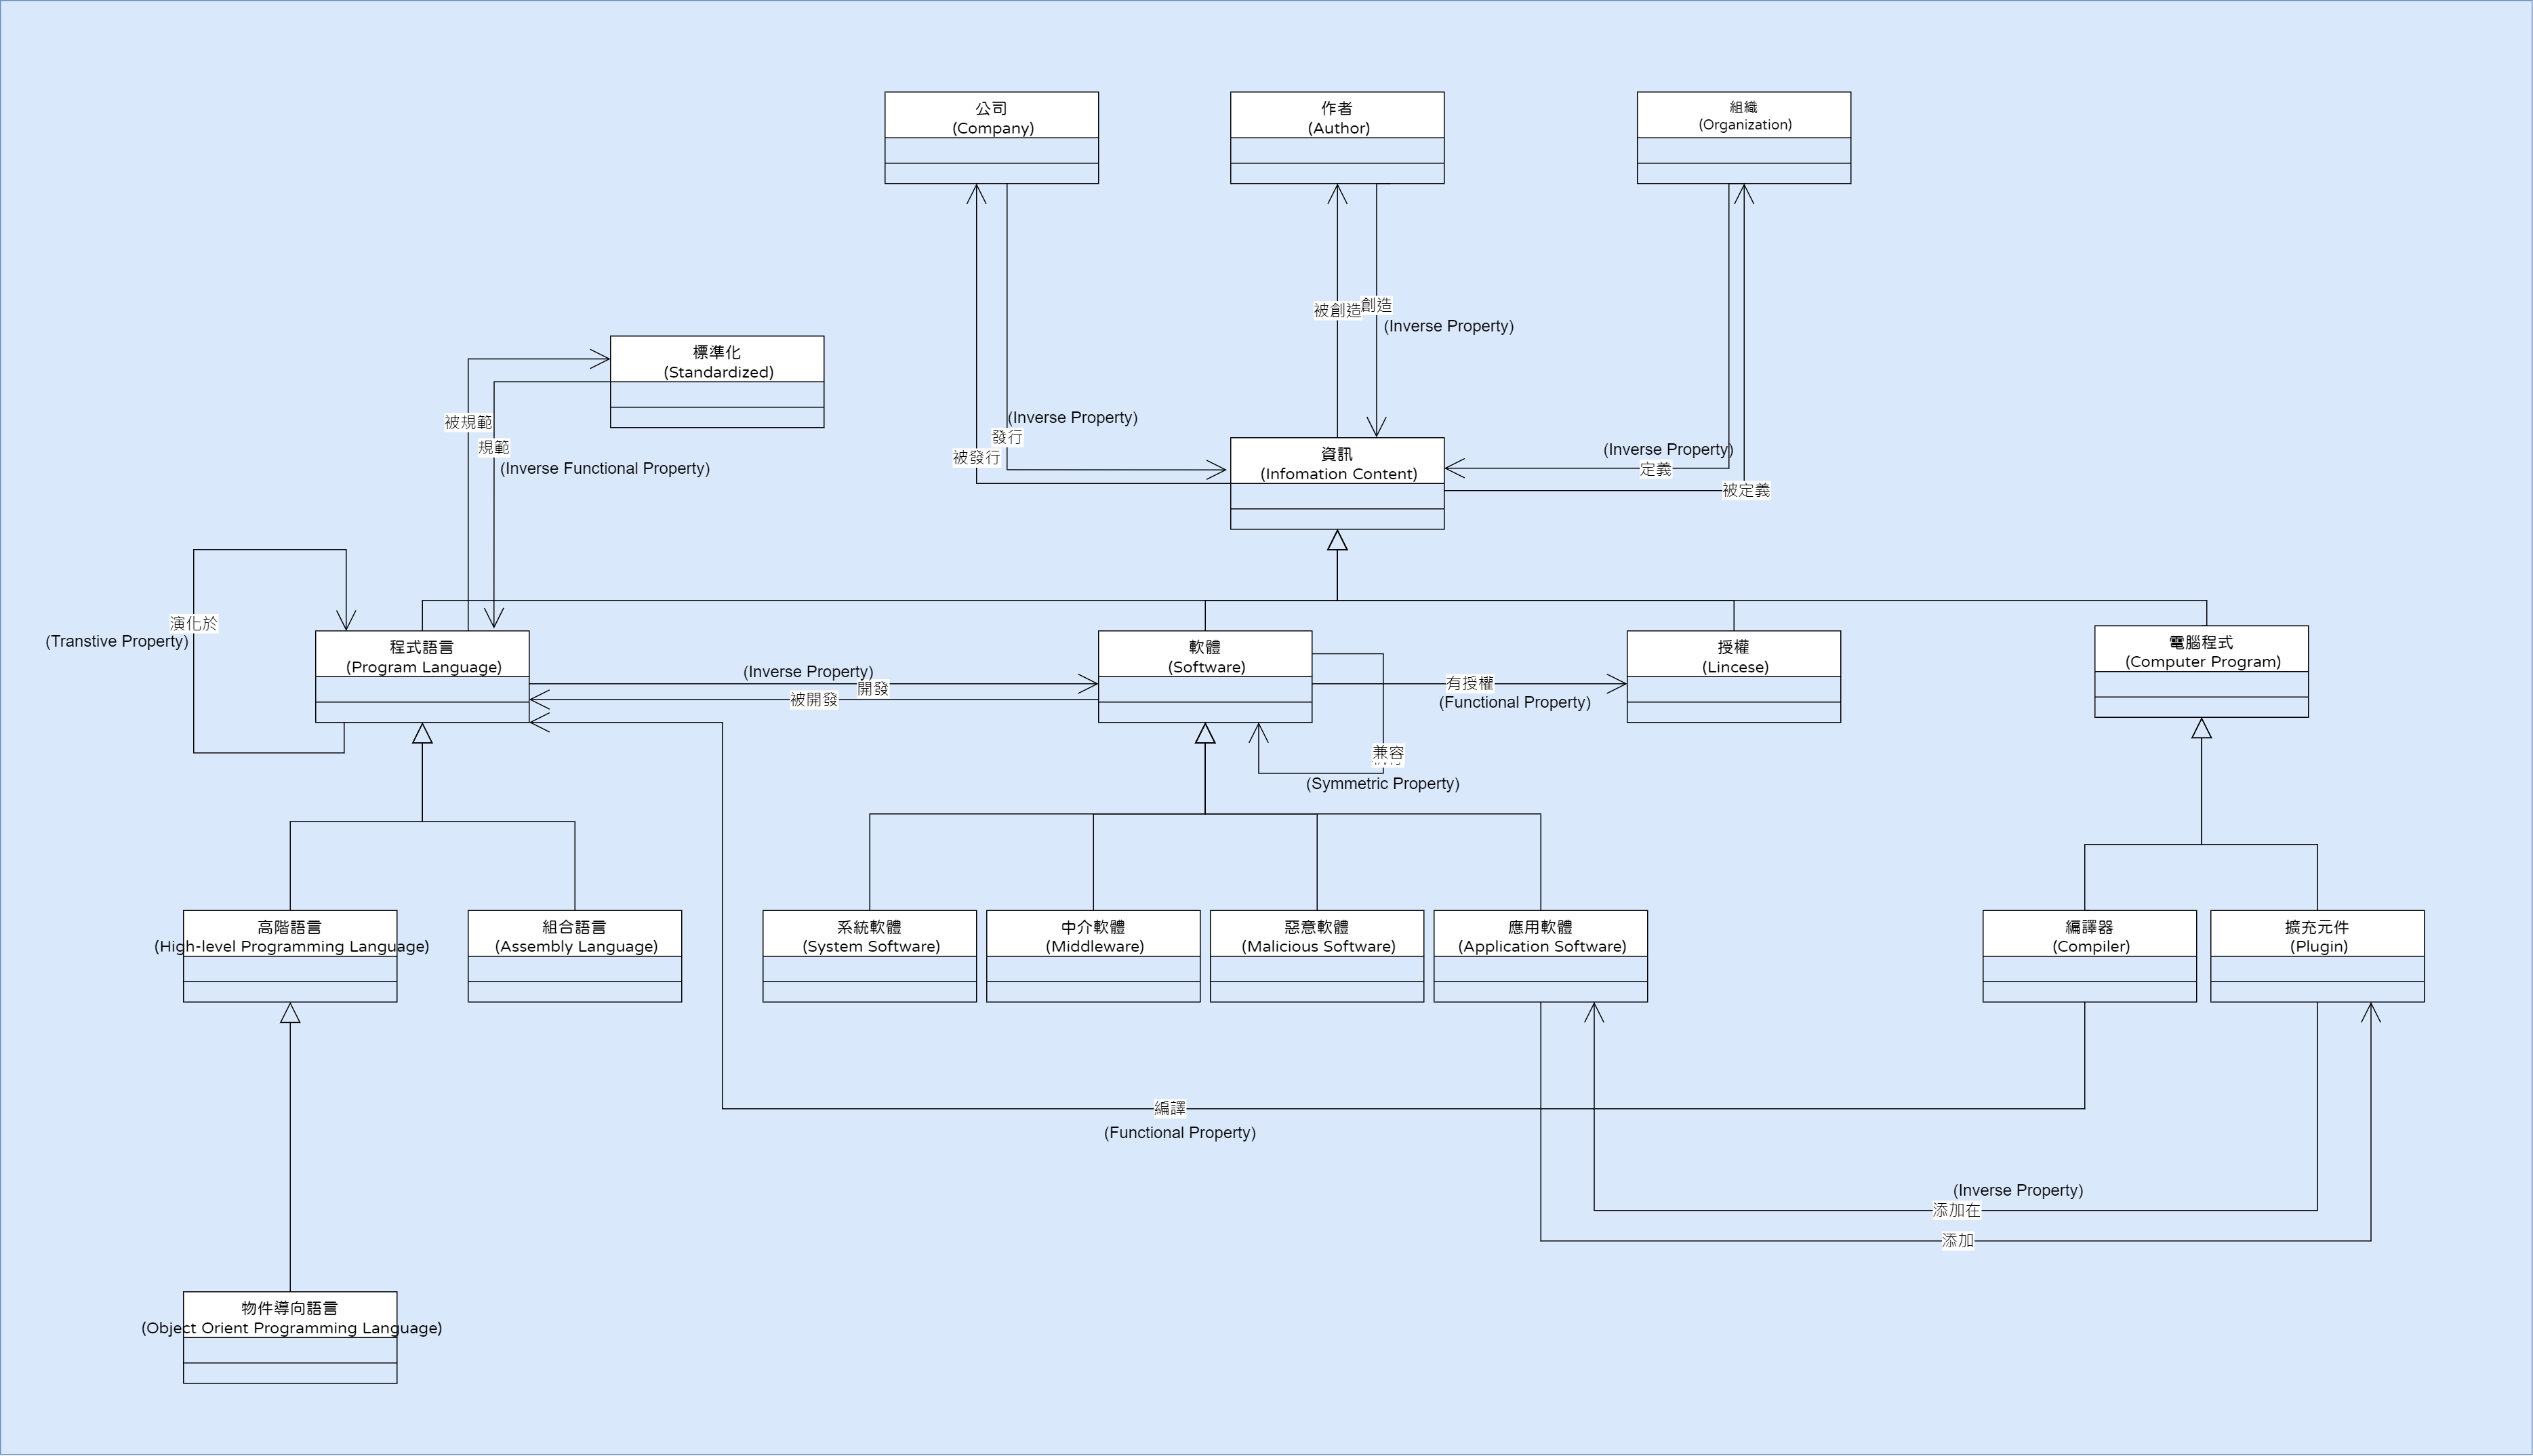 公司
(Company)
作者
(Author)
組織
(Organization)
被創造
創造
(Inverse Property)
標準化
(Standardized)
被規範
規範
(Inverse Functional Property)
(Inverse Property)
發行
被發行
資訊
(Infomation Content)
(Inverse Property)
定義
被定義
演化於
(Transtive Property)
程式語言
(Program Language)
(Inverse Property)
開發
被開發
軟體
(Software)
有授權
(Functional Property)
授權
(Lincese)
電腦程式
(Computer Program)
兼容
(Symmetric Property)
高階語言
(High-level Programming Language)
組合語言
(Assembly Language)
系統軟體
(System Software)
中介軟體
(Middleware)
惡意軟體
(Malicious Software)
應用軟體
(Application Software)
編譯器
(Compiler)
擴充元件
(Plugin)
編譯
(Functional Property)
(Inverse Property)
添加在
添加
物件導向語言
(Object Orient Programming Language)